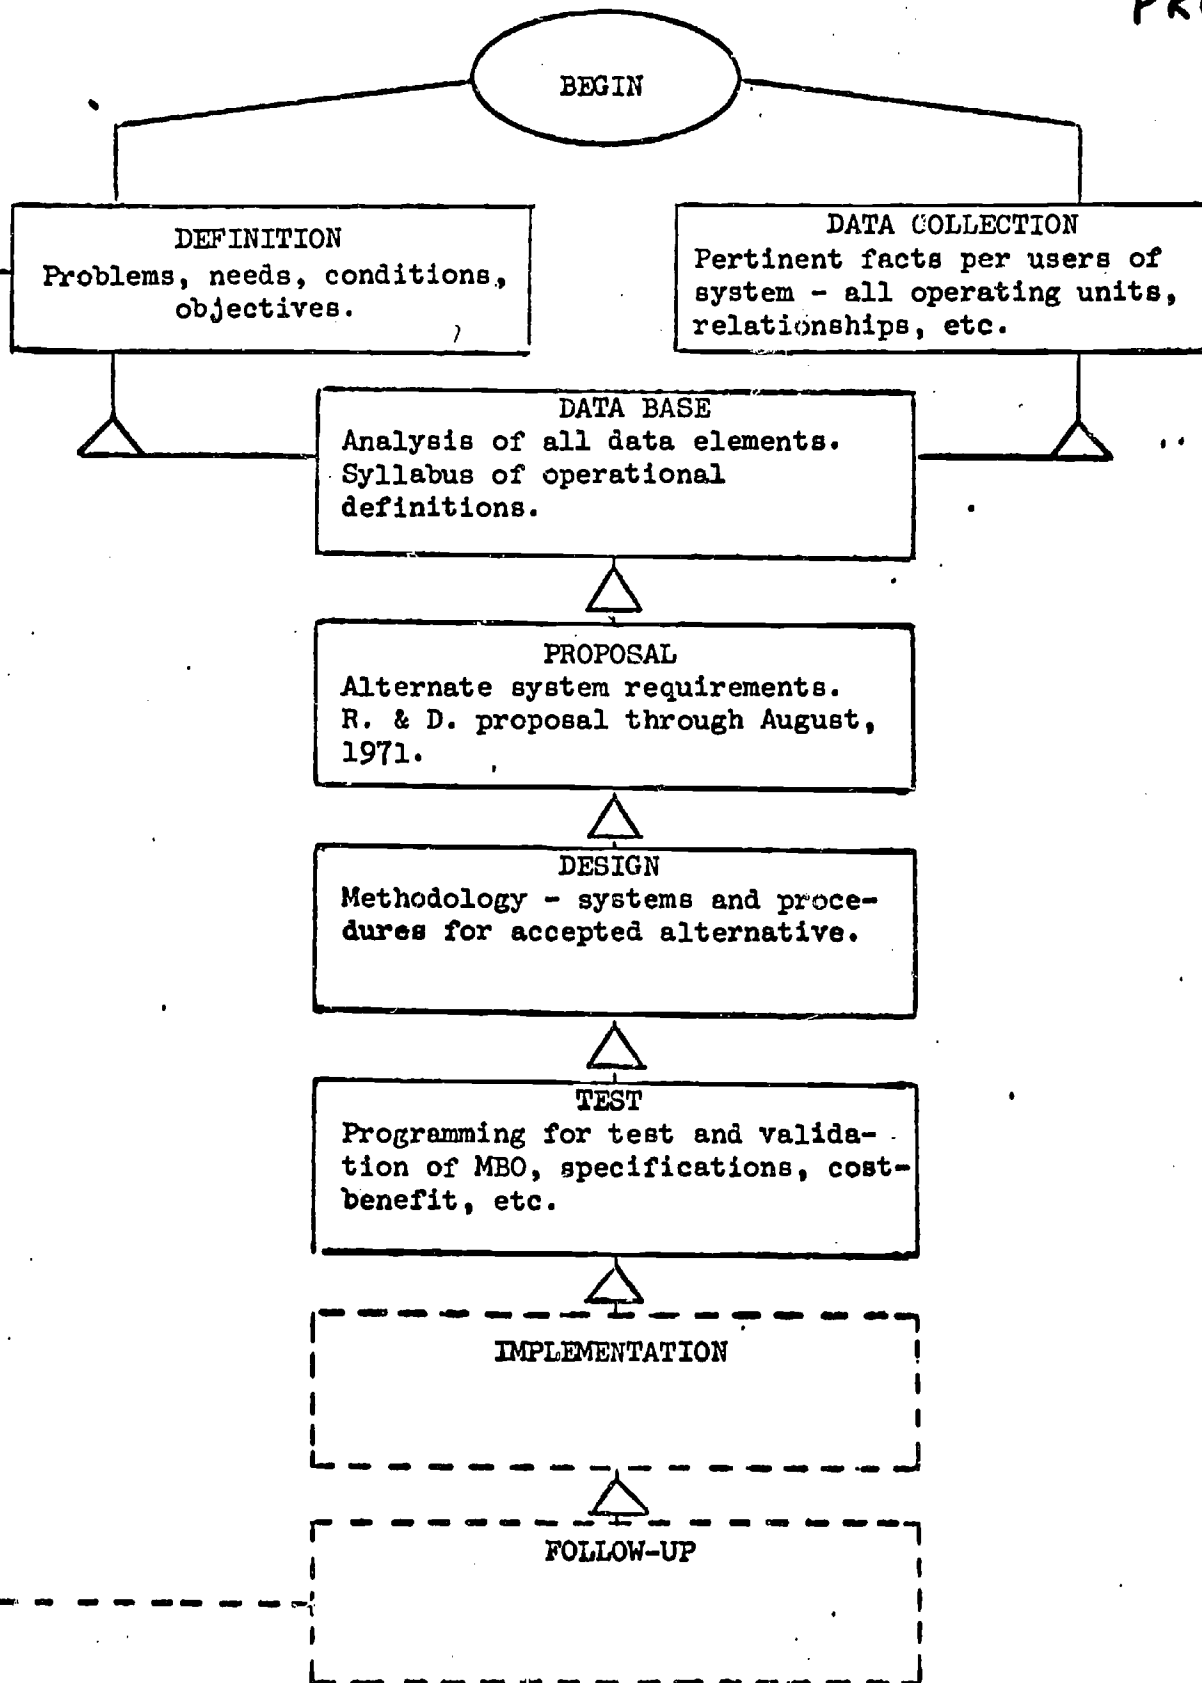 BEGIN
DEFINITION
Problems, needs, conditions,
objectives.
DATA COLLECTION
Pertinent facts per users of
system - all operating units,
relationships, etc.
DATA BASE
Analysis of all data elements.
Syllabus of operational
definitions.
PROPOSAL
Alternate system requirements.
R. & D. proposal through August,
1971.
DESIGN
Methodology - systems and proce-
dures for accepted alternative.
TEST
Programming for test and valida-
tion of MBO, specifications, cost-
benefit, etc.
IMPLEMENTATION
FOLLOW-UP